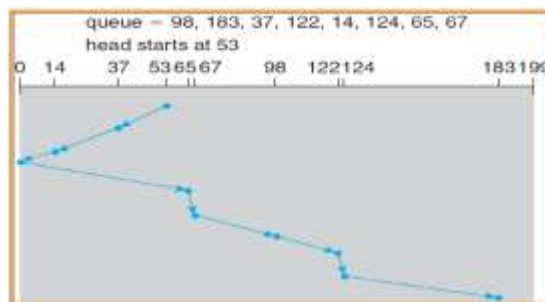 queue = 98, 183, 37, 122, 14, 124, 65, 67
head starts at 53
0 14 37 53 65 67 98 122 124 183 199